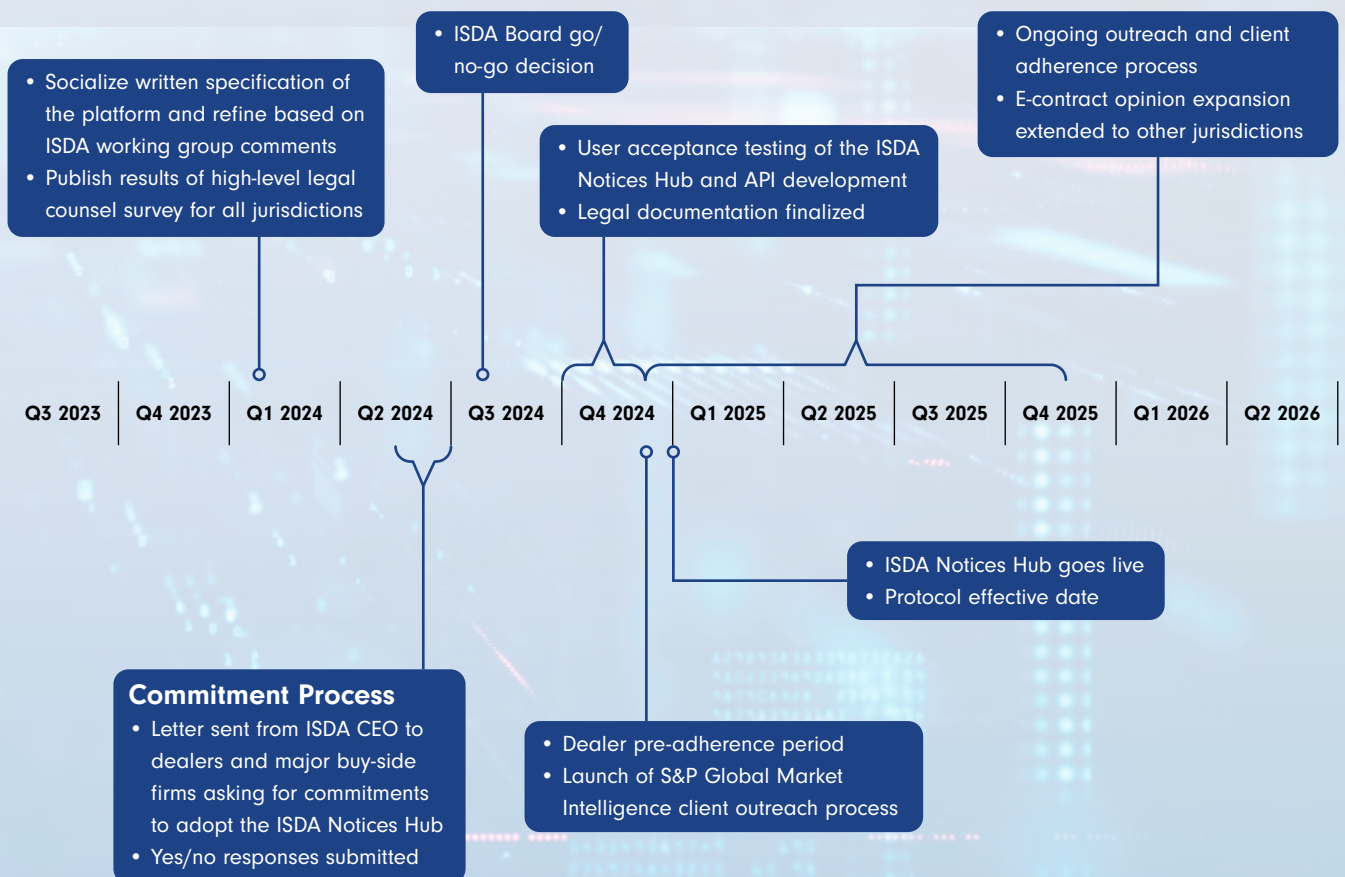 • ISDA Board go/
no-go decision
• Ongoing outreach and client
adherence process
• E-contract opinion expansion
extended to other jurisdictions
• Socialize written specification of
the platform and refine based on
ISDA working group comments
• Publish results of high-level legal
counsel survey for all jurisdictions
• User acceptance testing of the ISDA
Notices Hub and API development
• Legal documentation finalized
Q3 2023 Q4 2023 Q1 2024 Q2 2024 Q3 2024 Q4 2024 Q1 2025 Q2 2025 Q3 2025 Q4 2025 Q1 2026 Q2 2026
• ISDA Notices Hub goes live
• Protocol effective date
Commitment Process
• Letter sent from ISDA CEO to
dealers and major buy-side
firms asking for commitments
to adopt the ISDA Notices Hub
• Yes/no responses submitted
• Dealer pre-adherence period
• Launch of S&P Global Market
Intelligence client outreach process